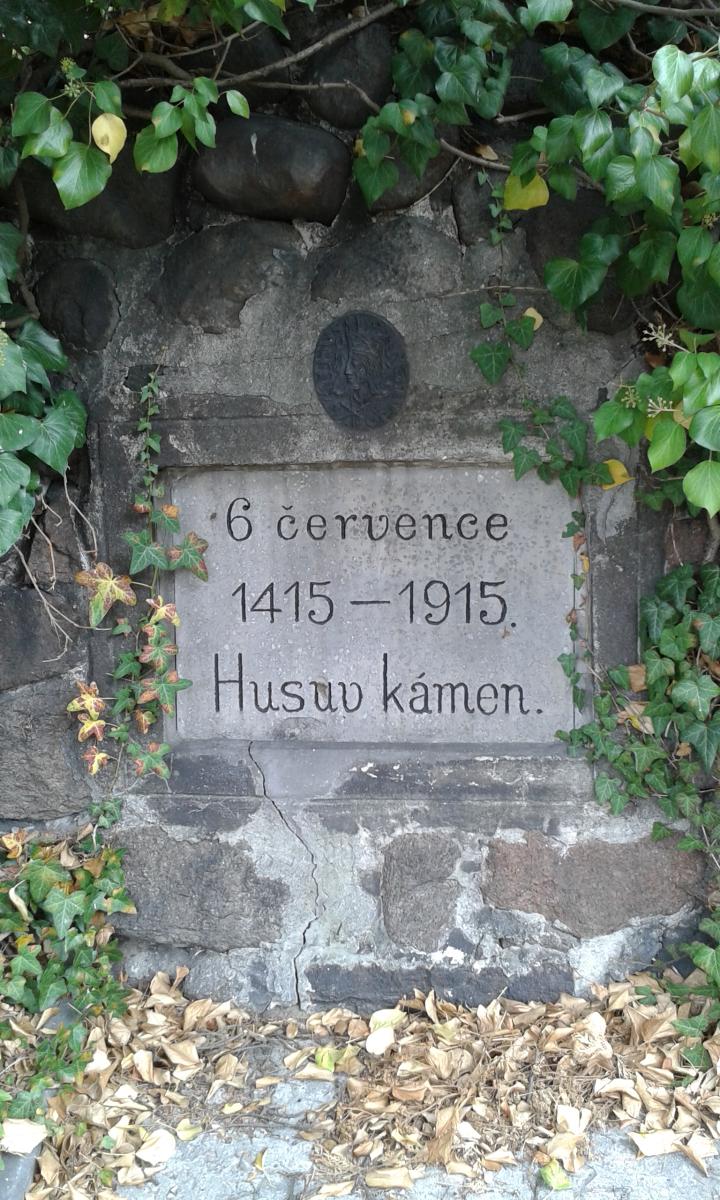 6 července
1415 – 1915.
Husuv kámen.